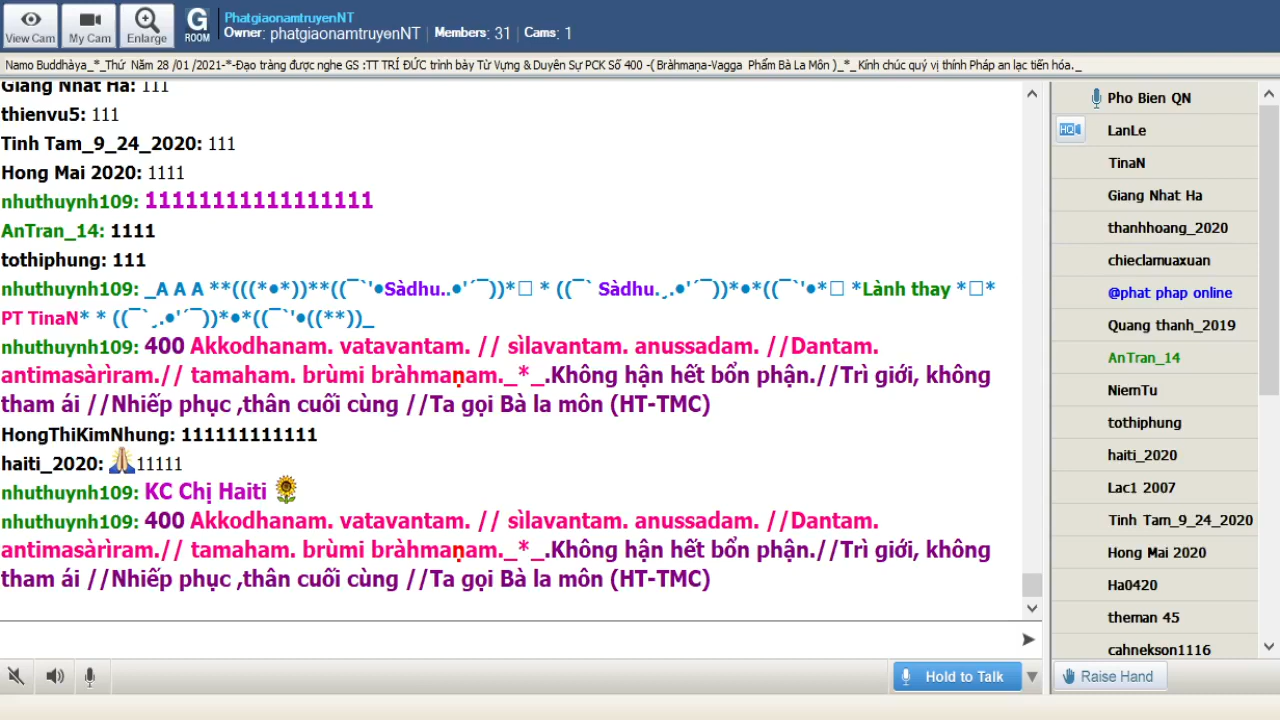 View Cam
My Cam
Enlarge
G
ROOM
PhatgiaonamtruyenNT
Owner: phatgiaonamtruyenNT | Members: 31 | Cams: 1
Namo Buddhàya_*_Thứ Năm 28 /01 /2021-*-Đạo tràng được nghe GS :TT TRÍ ĐỨC trình bày Từ Vựng & Duyên Sự PCK Số 400 -( Bràhmaṇa-Vagga Phẩm Bà La Môn )_*_ Kính chúc quý vị thính Pháp an lạc tiến hóa._
Giang Nhat Ha: 111
thienvu5: 111
Tinh Tam_9_24_2020: 111
Hong Mai 2020: 1111
nhuthuynh109: 11111111111111111
AnTran_14: 1111
tothiphung: 111
nhuthuynh109: _A A A **(((*●*))**((¯`'●Sàdhu..●'´¯))*□ * ((¯` Sàdhu.¸.●'´¯))*●*((¯`'●*□ *Lành thay *□*
PT TinaN* * ((¯`¸.●'´¯))*●*((¯`'●((**))_
nhuthuynh109: 400 Akkodhanam. vatavantam. // sìlavantam. anussadam. //Dantam.
antimasàrìram.// tamaham. brùmi bràhmaṇam._*_.Không hận hết bổn phận.//Trì giới, không
tham ái //Nhiếp phục ,thân cuối cùng //Ta gọi Bà la môn (HT-TMC)
HongThiKimNhung: 111111111111
haiti_2020: 🙏11111
nhuthuynh109: KC Chị Haiti 🌻
nhuthuynh109: 400 Akkodhanam. vatavantam. // sìlavantam. anussadam. //Dantam.
antimasàrìram.// tamaham. brùmi bràhmaṇam._*_.Không hận hết bổn phận.//Trì giới, không
tham ái //Nhiếp phục ,thân cuối cùng //Ta gọi Bà la môn (HT-TMC)
Hold to Talk
Pho Bien QN
HQ
LanLe
TinaN
Giang Nhat Ha
thanhhoang_2020
chieclamuaxuan
@phat phap online
Quang thanh_2019
AnTran_14
NiemTu
tothiphung
haiti_2020
Lac1 2007
Tinh Tam_9_24_2020
Hong Mai 2020
Ha0420
theman 45
cahnekson1116
Raise Hand